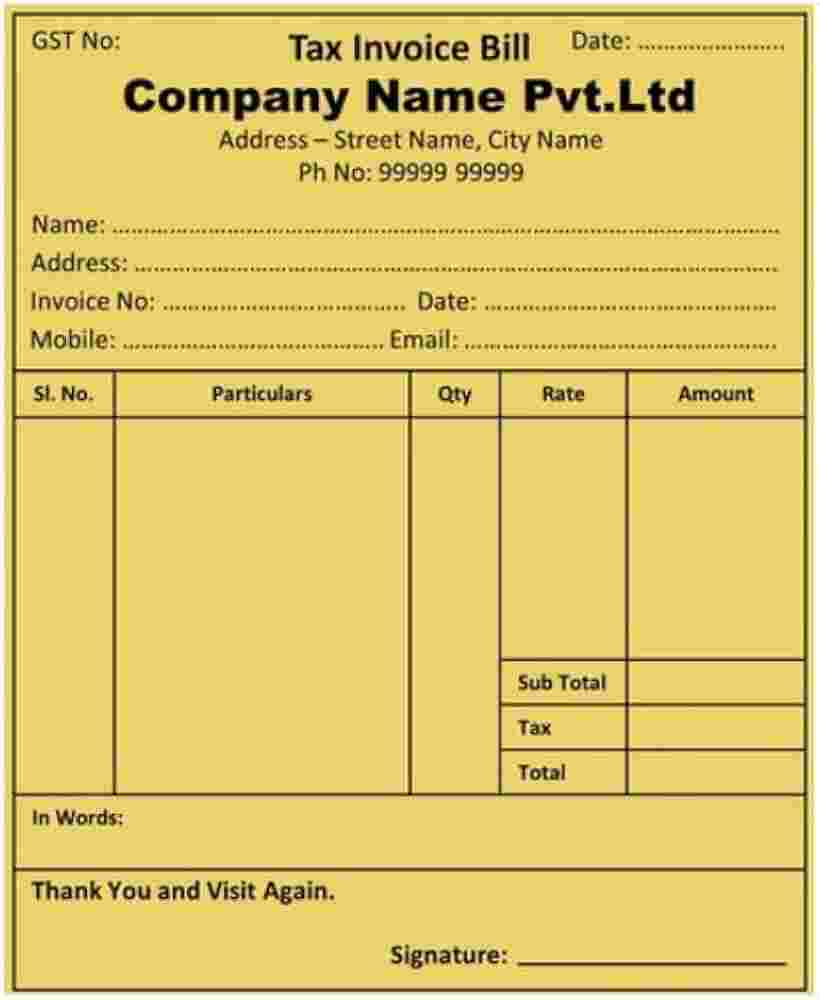 GST No: Tax Invoice Bill Date: ........................
Company Name Pvt.Ltd
Address – Street Name, City Name
Ph No: 99999 99999
Name: ................................................................................
Address: ................................................................................
Invoice No: ........................................ Date: ........................................
Mobile: ........................................ Email: ........................................
Sl. No. Particulars Qty Rate Amount
Sub Total
Tax
Total
In Words:
Thank You and Visit Again.
Signature: ____________________